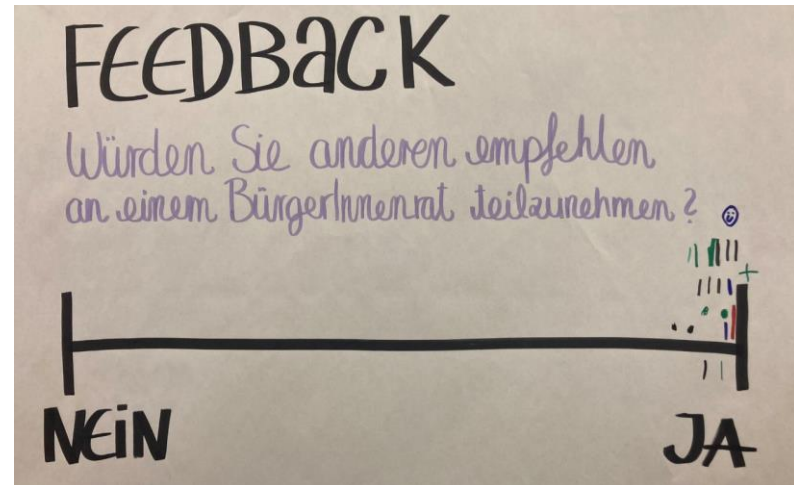 FEEDBaCK
Würden Sie anderen empfehlen
an einem BürgerInnenrat teilzunehmen?
NEiN
JA